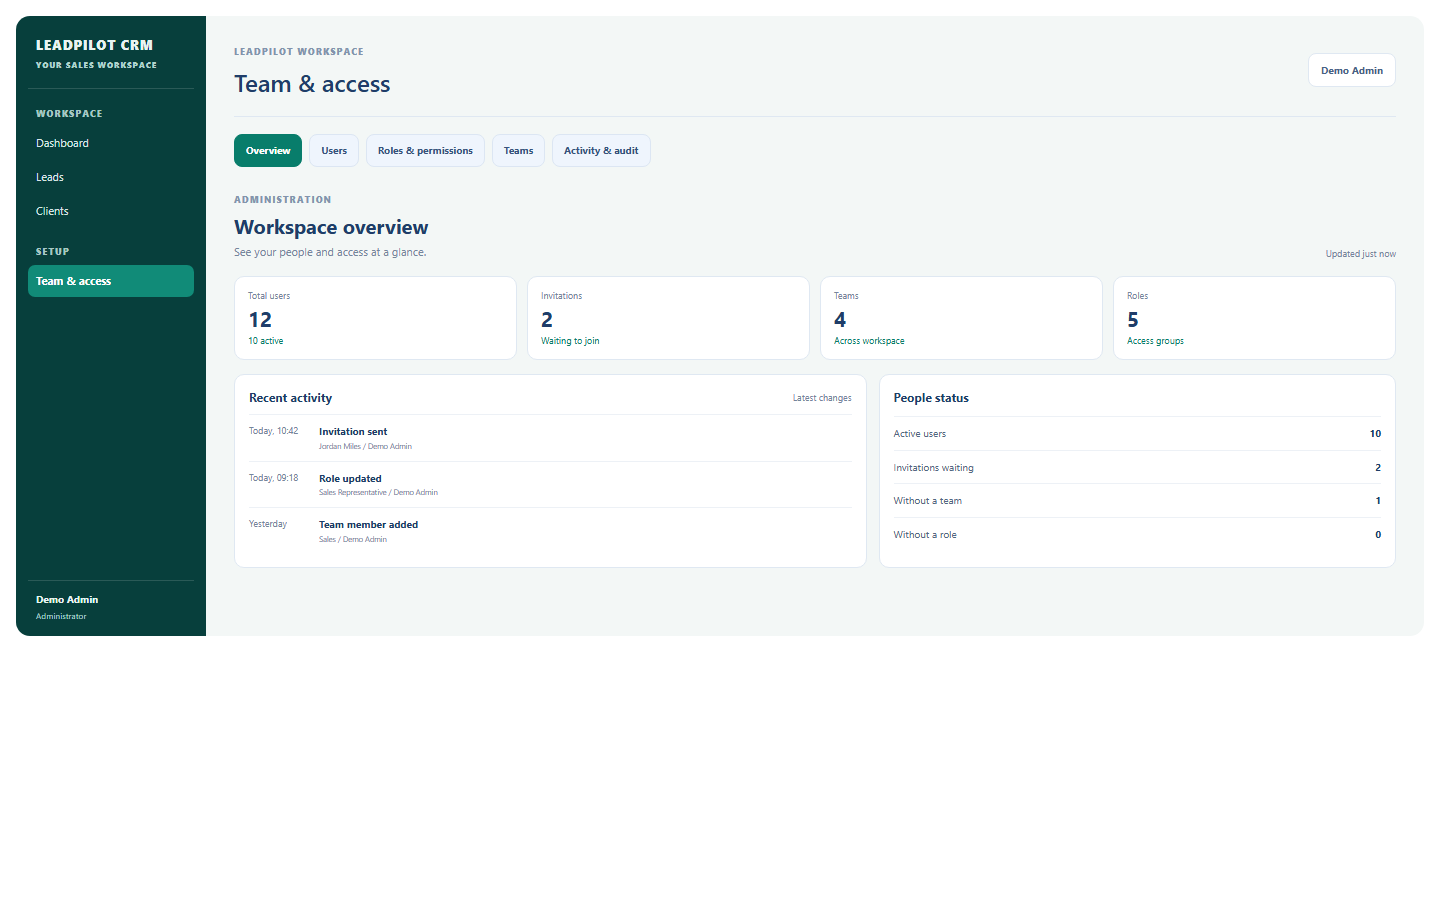 LEADPILOT CRM
YOUR SALES WORKSPACE
WORKSPACE
Dashboard
Leads
Clients
SETUP
Team & access
Demo Admin
Administrator
LEADPILOT WORKSPACE
Team & access
Demo Admin
Overview
Users
Roles & permissions
Teams
Activity & audit
ADMINISTRATION
Workspace overview
See your people and access at a glance.
Updated just now
Total users
12
10 active
Invitations
2
Waiting to join
Teams
4
Across workspace
Roles
5
Access groups
Recent activity
Latest changes
Today, 10:42
Invitation sent
Jordan Miles / Demo Admin
Today, 09:18
Role updated
Sales Representative / Demo Admin
Yesterday
Team member added
Sales / Demo Admin
People status
Active users 10
Invitations waiting 2
Without a team 1
Without a role 0